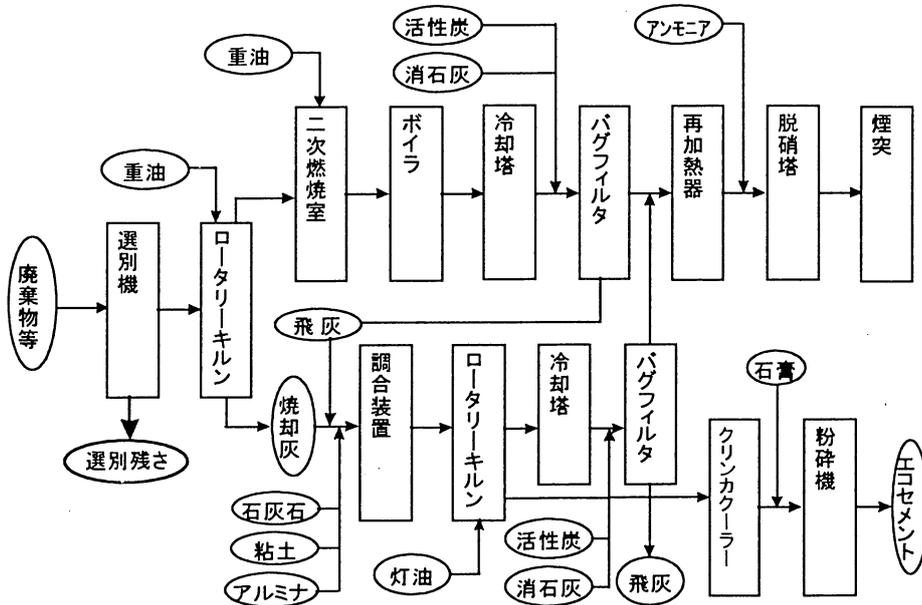 活性炭
アンモニア
重油
消石灰
二次燃焼室
ボイラ
冷却塔
バグフィルタ
再加熱器
脱硝塔
煙突
重油
廃棄物等
選別機
ロータリーキルン
飛灰
焼却灰
調合装置
ロータリーキルン
冷却塔
バグフィルタ
石膏
選別残さ
クリンカクーラー
粉砕機
エコセメント
石灰石
粘土
アルミナ
灯油
活性炭
消石灰
飛灰